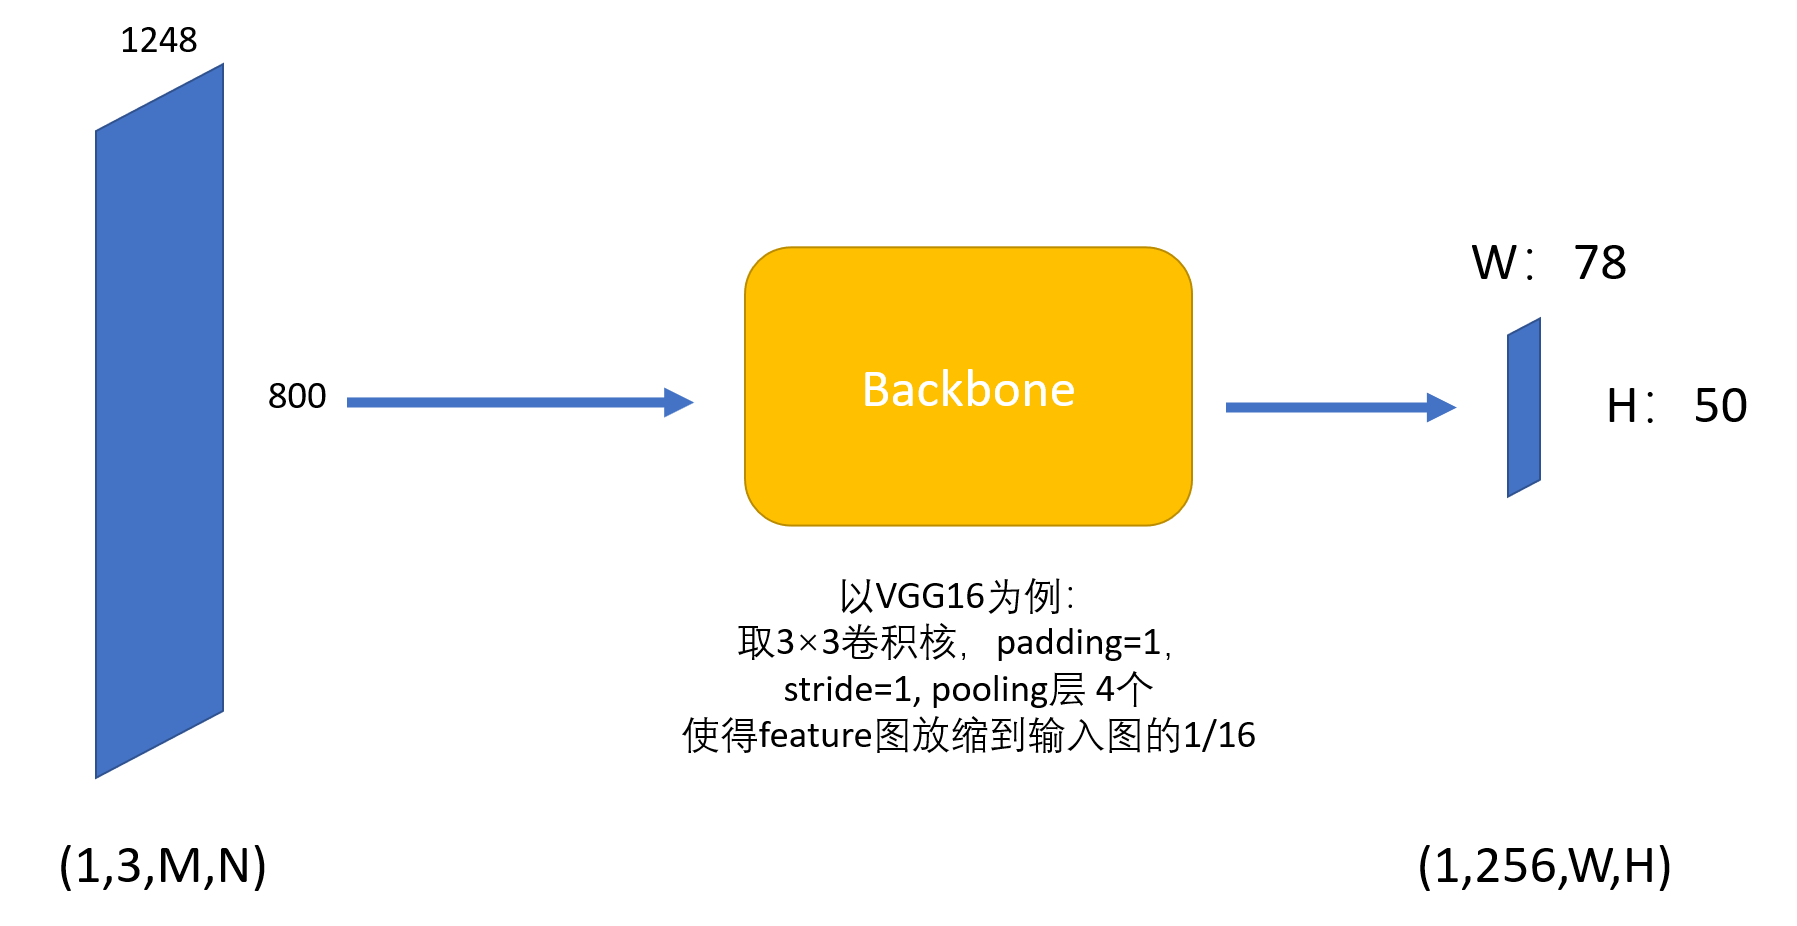 1248
800
Backbone
W： 78
H： 50
以VGG16为例：
取3×3卷积核，padding=1，
stride=1, pooling层 4个
使得feature图放缩到输入图的1/16
(1,3,M,N)
(1,256,W,H)